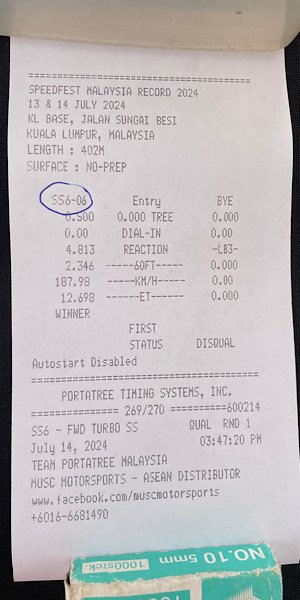 SPEEDFEST MALAYSIA RECORD 2024
13 & 14 JULY 2024
KL BASE, JALAN SUNGAI BESI
KUALA LUMPUR, MALAYSIA
LENGTH : 402M
SURFACE : NO-PREP
SS6-06 Entry BYE
0.500 0.000 TREE 0.000
0.00 DIAL-IN 0.00
4.813 REACTION -LB3-
2.346 -----60FT----- 0.000
187.98 -----KM/H----- 0.00
12.698 ------ET------ 0.000
WINNER
FIRST
STATUS DISQUAL
Autostart Disabled
PORTATREE TIMING SYSTEMS, INC.
============== 269/270 ==========600214
SS6 - FWD TURBO SS QUAL RND 1
July 14, 2024 03:47:20 PM
TEAM PORTATREE MALAYSIA
MUSC MOTORSPORTS - ASEAN DISTRIBUTOR
www.facebook.com/muscmotorsports
+6016-6681490
NO.10 5mm
1000stick